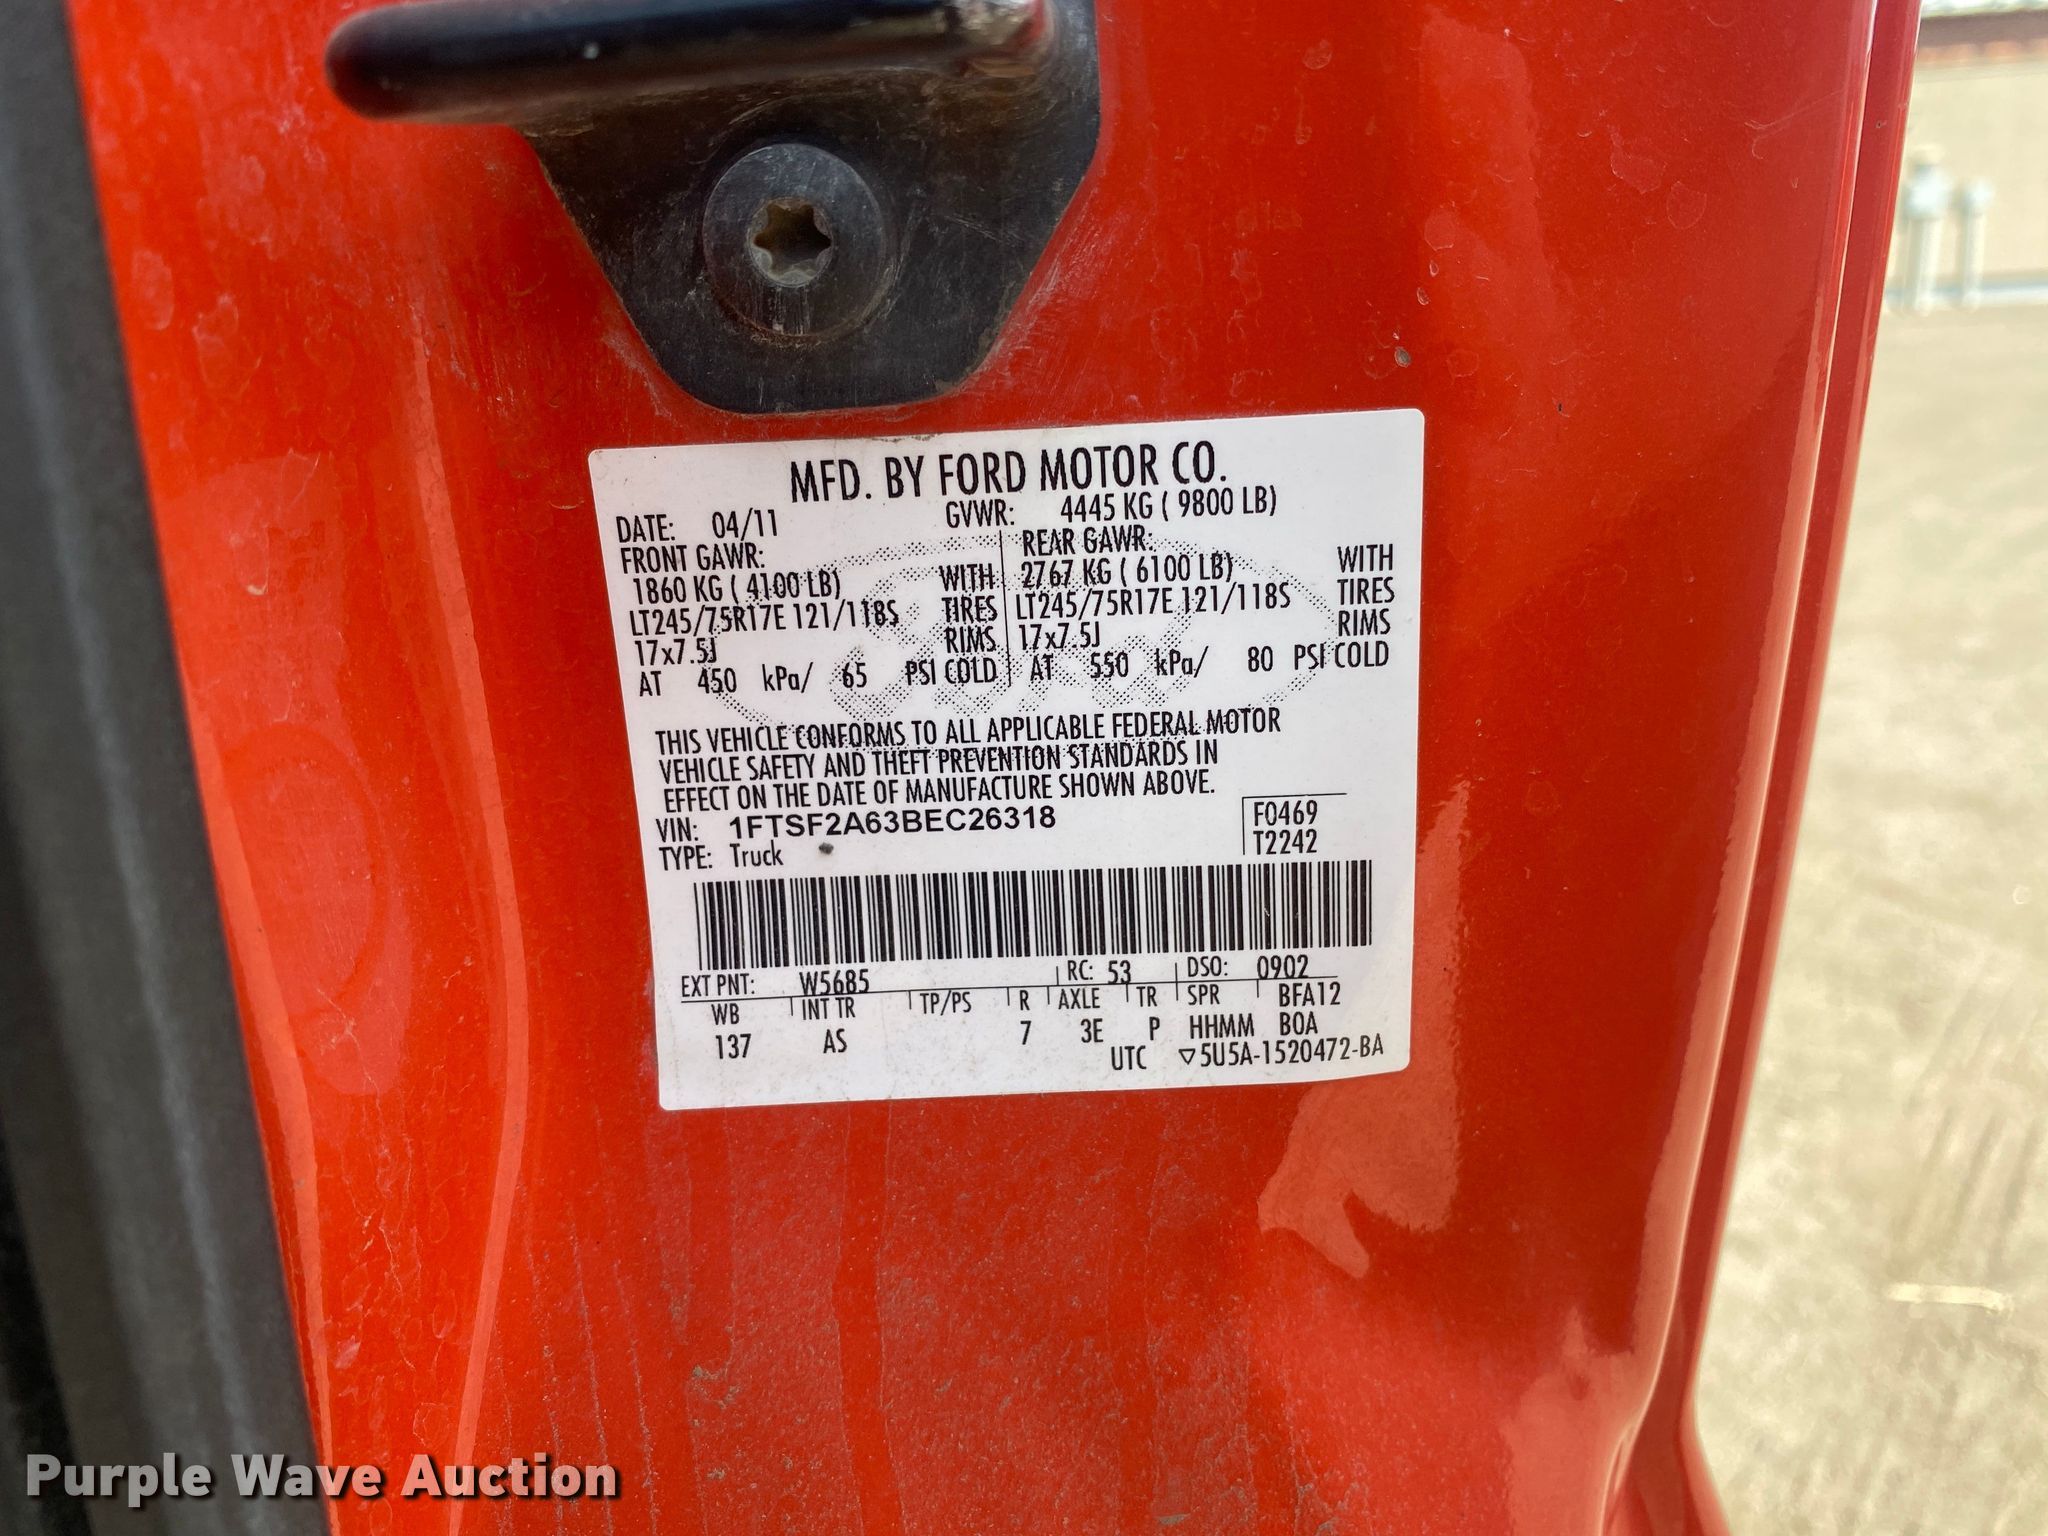 MFD. BY FORD MOTOR CO.
DATE: 04/11 GVWR: 4445 KG ( 9800 LB)
FRONT GAWR: REAR GAWR:
1860 KG ( 4100 LB) WITH 2767 KG ( 6100 LB) WITH
LT245/75R17E 121/118S TIRES LT245/75R17E 121/118S TIRES
17x7.5J RIMS 17x7.5J RIMS
AT 450 kPa/ 65 PSI COLD AT 550 kPa/ 80 PSI COLD
THIS VEHICLE CONFORMS TO ALL APPLICABLE FEDERAL MOTOR
VEHICLE SAFETY AND THEFT PREVENTION STANDARDS IN
EFFECT ON THE DATE OF MANUFACTURE SHOWN ABOVE.
VIN: 1FTSF2A63BEC26318 F0469
TYPE: Truck T2242
EXT PNT: W5685 RC: 53 DSO: 0902
WB INT TR TP/PS R AXLE TR SPR BFA12
137 AS 7 3E P HHMM BOA
UTC ▽5U5A-1520472-BA
Purple Wave Auction